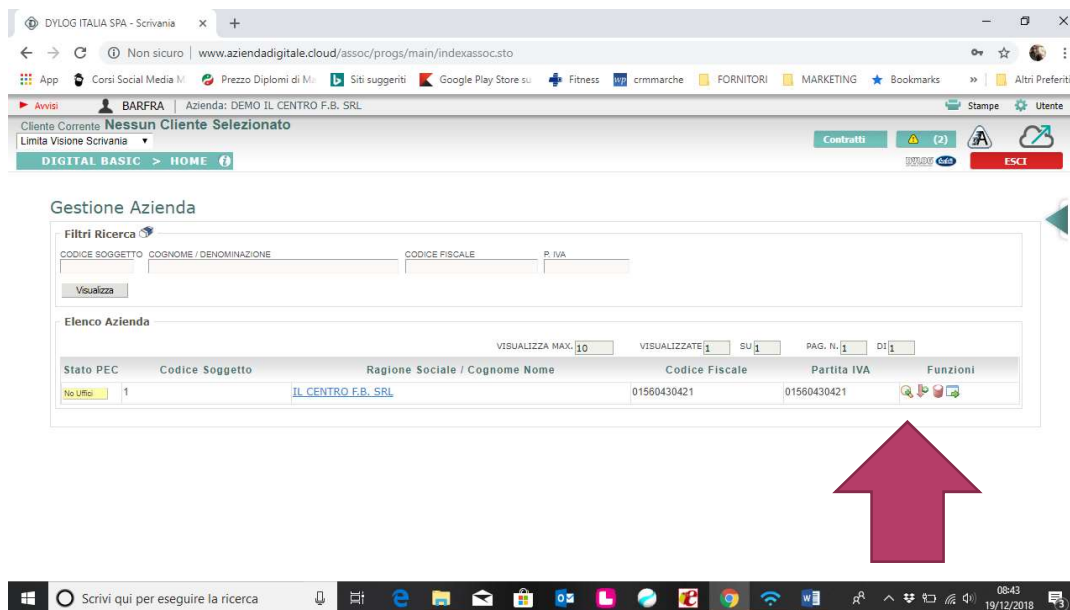 DYLOG ITALIA SPA - Scrivania
Non sicuro | www.aziendadigitale.cloud/assoc/progs/main/indexassoc.sto
App Corsi Social Media M Prezzo Diplomi di Ma Siti suggeriti Google Play Store su Fitness crmmarche FORNITORI MARKETING Bookmarks » Altri Preferiti
Avvisi BARFRA | Azienda: DEMO IL CENTRO F.B. SRL Stampe Utente
Cliente Corrente Nessun Cliente Selezionato
Limita Visione Scrivania Contratti (2)
DIGITAL BASIC > HOME DYLOG ESCI
Gestione Azienda
Filtri Ricerca
CODICE SOGGETTO COGNOME / DENOMINAZIONE CODICE FISCALE P. IVA
Visualizza
Elenco Azienda
VISUALIZZA MAX. 10 VISUALIZZATE 1 SU 1 PAG. N. 1 DI 1
Stato PEC Codice Soggetto Ragione Sociale / Cognome Nome Codice Fiscale Partita IVA Funzioni
No Uffici 1 IL CENTRO F.B. SRL 01560430421 01560430421
Scrivi qui per eseguire la ricerca 08:43
19/12/2018